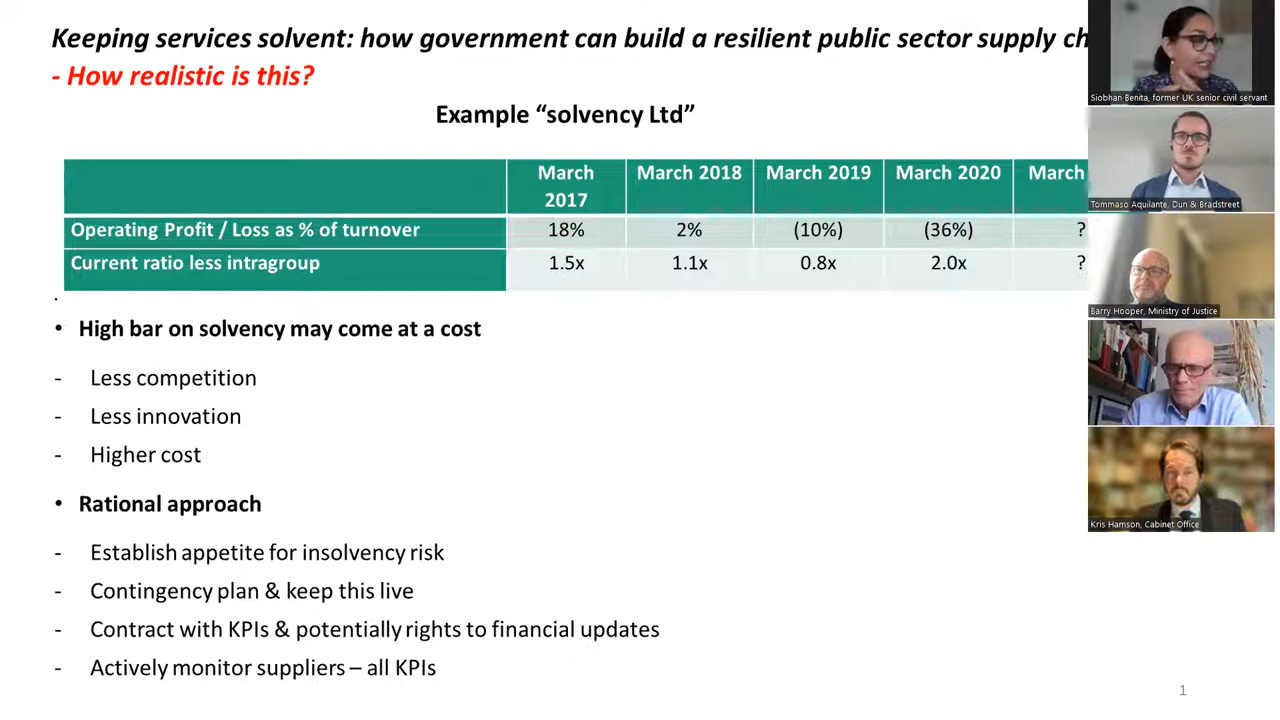 Keeping services solvent: how government can build a resilient public sector supply ch
- How realistic is this?
Example “solvency Ltd”
March 2017 March 2018 March 2019 March 2020 March
Operating Profit / Loss as % of turnover 18% 2% (10%) (36%) ?
Current ratio less intragroup 1.5x 1.1x 0.8x 2.0x ?
• High bar on solvency may come at a cost
- Less competition
- Less innovation
- Higher cost
• Rational approach
- Establish appetite for insolvency risk
- Contingency plan & keep this live
- Contract with KPIs & potentially rights to financial updates
- Actively monitor suppliers – all KPIs
1
Siobhan Benita, former UK senior civil servant
Tommaso Aquilante, Dun & Bradstreet
Barry Hooper, Ministry of Justice
Kris Hamson, Cabinet Office